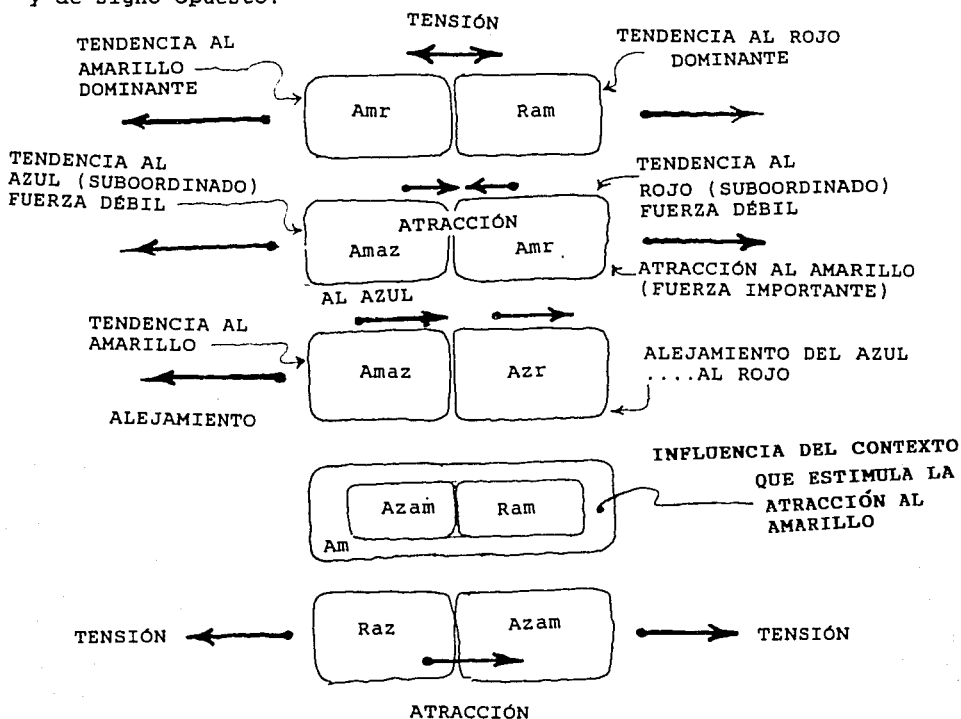 y de signo opuesto.
TENSIÓN
TENDENCIA AL
AMARILLO
DOMINANTE
TENDENCIA AL ROJO
DOMINANTE
Amr
Ram
TENDENCIA AL
AZUL (SUBOORDINADO)
FUERZA DÉBIL
TENDENCIA AL
ROJO (SUBOORDINADO)
FUERZA DÉBIL
ATRACCIÓN
Amaz
Amr
ATRACCIÓN AL AMARILLO
(FUERZA IMPORTANTE)
AL AZUL
TENDENCIA AL
AMARILLO
Amaz
Azr
ALEJAMIENTO DEL AZUL
....AL ROJO
ALEJAMIENTO
INFLUENCIA DEL CONTEXTO
QUE ESTIMULA LA
ATRACCIÓN AL
AMARILLO
Azam
Ram
Am
TENSIÓN
Raz
Azam
TENSIÓN
ATRACCIÓN